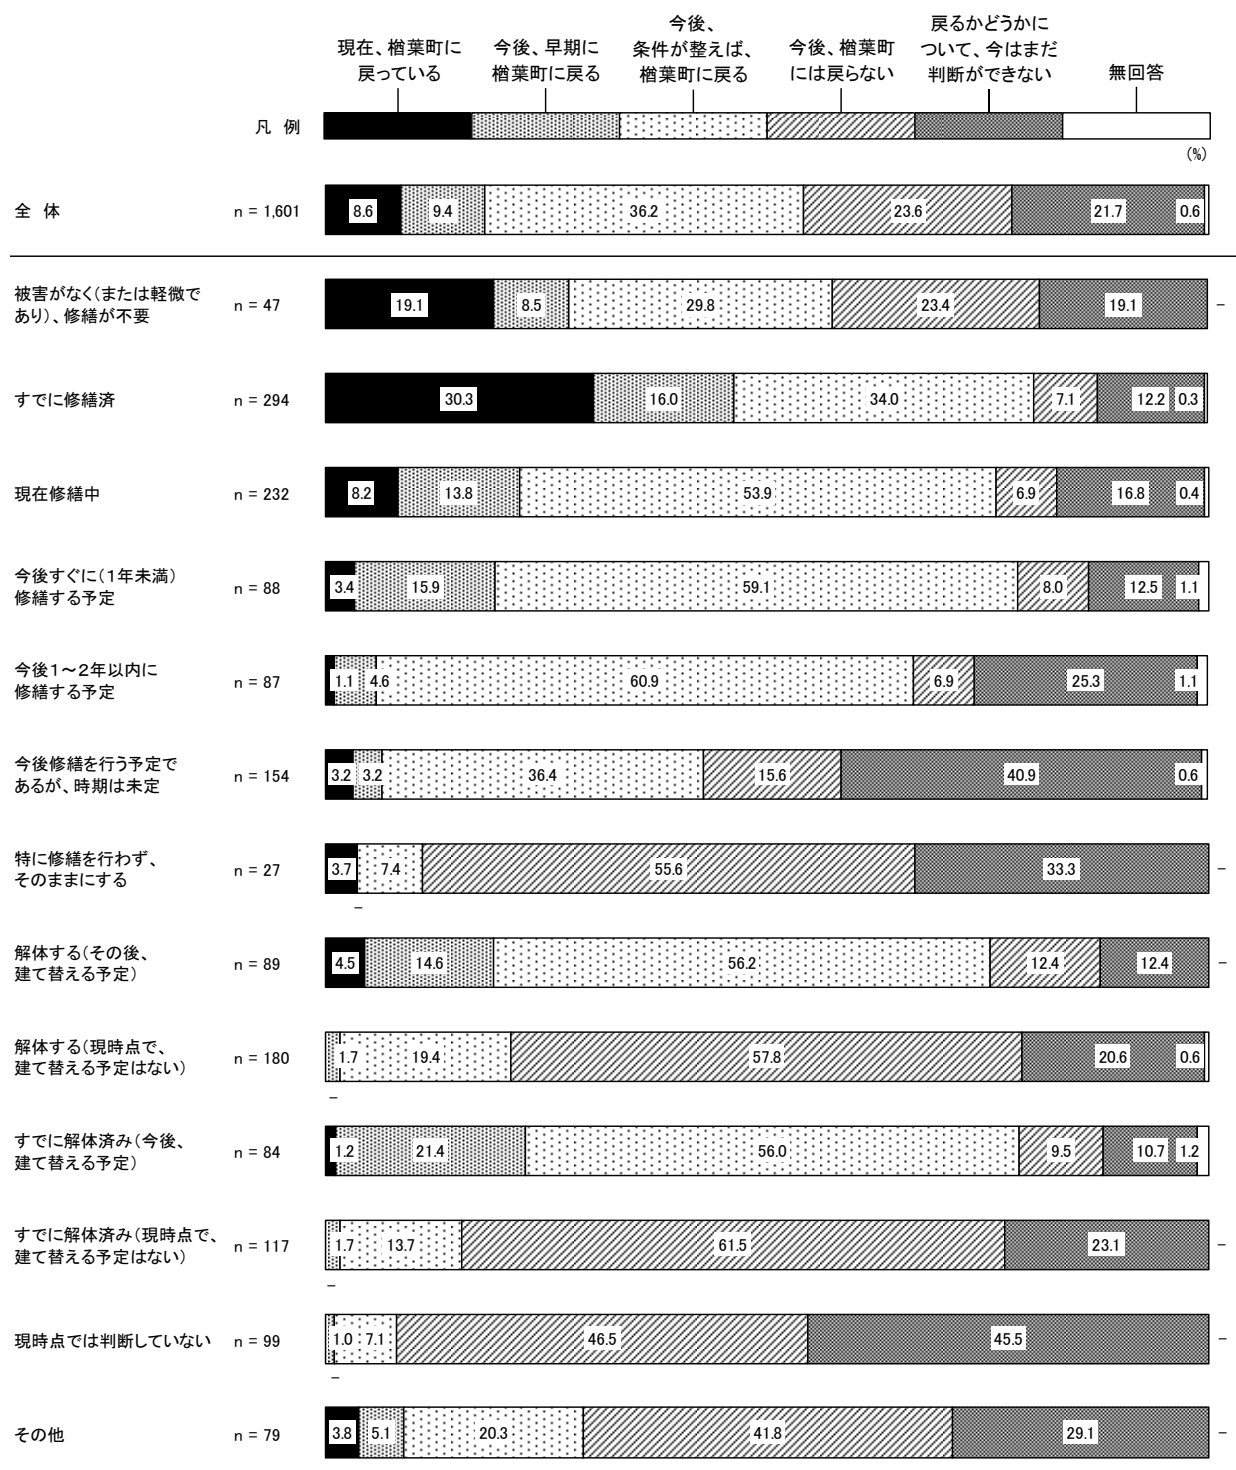 現在、楢葉町に
戻っている
今後、早期に
楢葉町に戻る
今後、
条件が整えば、
楢葉町に戻る
今後、楢葉町
には戻らない
戻るかどうかに
ついて、今はまだ
判断ができない
無回答
凡 例
(%)
全 体 n = 1,601 8.6 9.4 36.2 23.6 21.7 0.6
被害がなく(または軽微で
あり)、修繕が不要 n = 47 19.1 8.5 29.8 23.4 19.1 -
すでに修繕済 n = 294 30.3 16.0 34.0 7.1 12.2 0.3
現在修繕中 n = 232 8.2 13.8 53.9 6.9 16.8 0.4
今後すぐに(1年未満)
修繕する予定 n = 88 3.4 15.9 59.1 8.0 12.5 1.1
今後1~2年以内に
修繕する予定 n = 87 1.1 4.6 60.9 6.9 25.3 1.1
今後修繕を行う予定で
あるが、時期は未定 n = 154 3.2 3.2 36.4 15.6 40.9 0.6
特に修繕を行わず、
そのままにする n = 27 3.7 7.4 55.6 33.3 -
-
解体する(その後、
建て替える予定) n = 89 4.5 14.6 56.2 12.4 12.4 -
解体する(現時点で、
建て替える予定はない) n = 180 1.7 19.4 57.8 20.6 0.6
-
すでに解体済み(今後、
建て替える予定) n = 84 1.2 21.4 56.0 9.5 10.7 1.2
すでに解体済み(現時点で、
建て替える予定はない) n = 117 1.7 13.7 61.5 23.1 -
-
現時点では判断していない n = 99 1.0 7.1 46.5 45.5 -
-
その他 n = 79 3.8 5.1 20.3 41.8 29.1 -